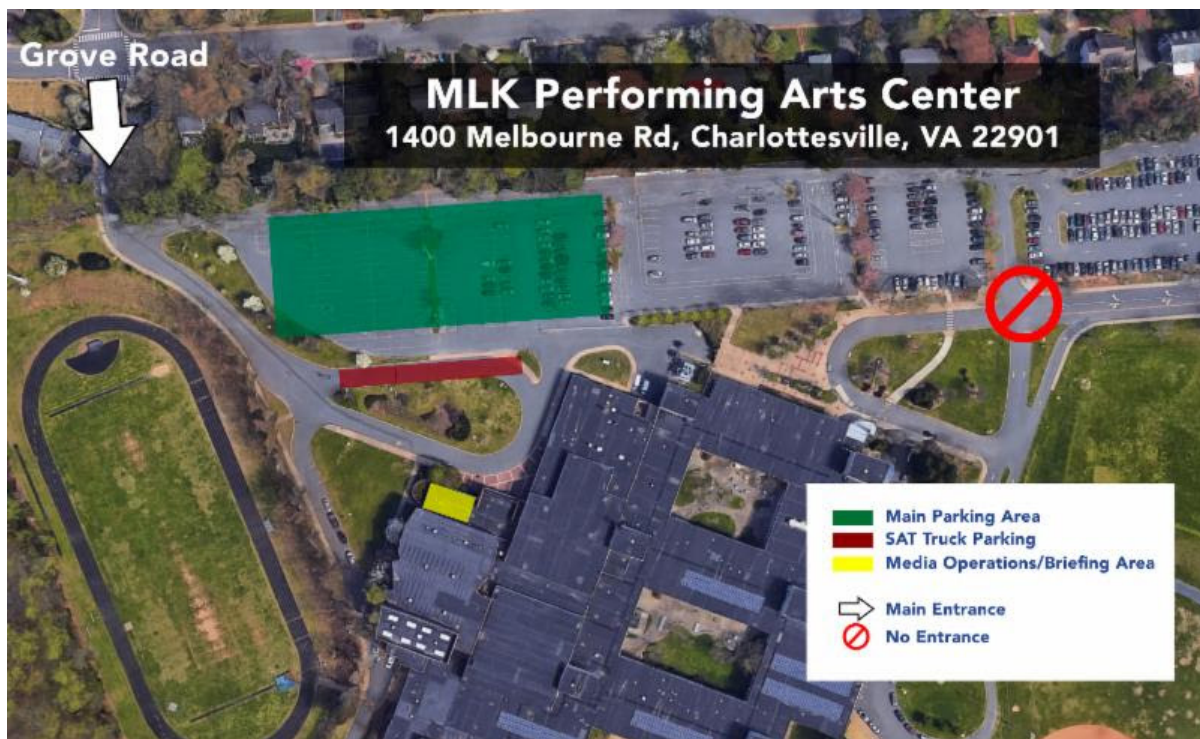 Grove Road
MLK Performing Arts Center
1400 Melbourne Rd, Charlottesville, VA 22901
Main Parking Area
SAT Truck Parking
Media Operations/Briefing Area
Main Entrance
No Entrance